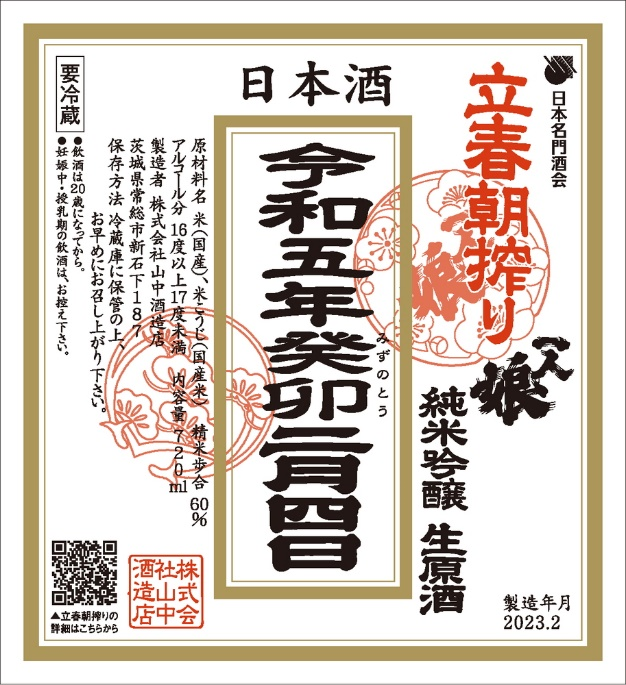 日本名門酒会
立春朝搾り
一人娘
純米吟醸 生原酒
製造年月
2023.2
日本酒
令和五年癸卯二月四日
みずのとう
原材料名 米(国産)、米こうじ(国産米) 精米歩合 60%
アルコール分 16度以上17度未満 内容量 720ml
製造者 株式会社 山中酒造店
茨城県常総市新石下187
保存方法 冷蔵庫に保管の上、
お早めにお召し上がり下さい。
要冷蔵
●飲酒は20歳になってから。
●妊娠中・授乳期の飲酒は、お控え下さい。
株式会
社山中
酒造店
▲立春朝搾りの
詳細はこちらから